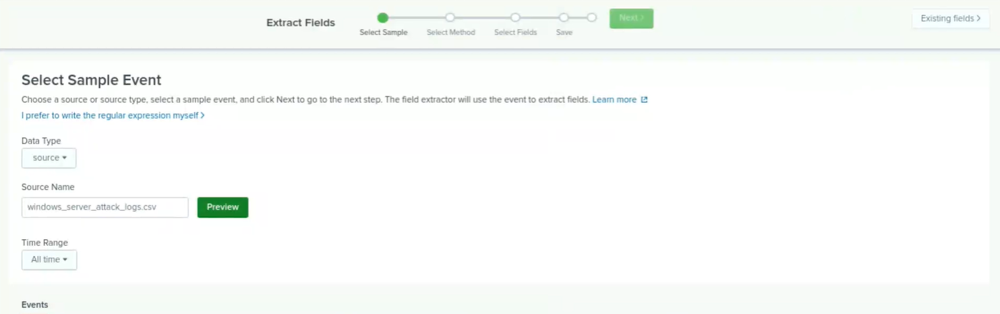 Extract Fields
Select Sample
Select Method
Select Fields
Save
Next >
Existing fields >
Select Sample Event
Choose a source or source type, select a sample event, and click Next to go to the next step. The field extractor will use the event to extract fields. Learn more
I prefer to write the regular expression myself >
Data Type
source
Source Name
windows_server_attack_logs.csv
Preview
Time Range
All time
Events